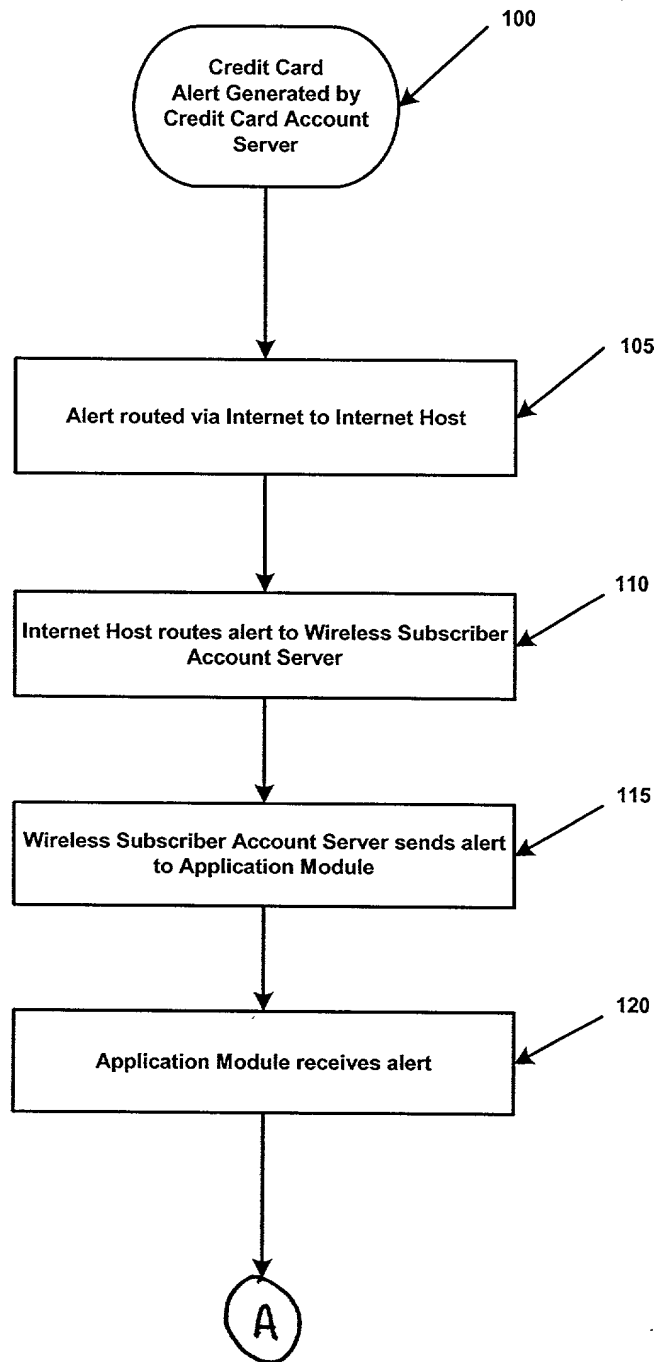 100
Credit Card
Alert Generated by
Credit Card Account
Server
105
Alert routed via Internet to Internet Host
110
Internet Host routes alert to Wireless Subscriber
Account Server
115
Wireless Subscriber Account Server sends alert
to Application Module
120
Application Module receives alert
A